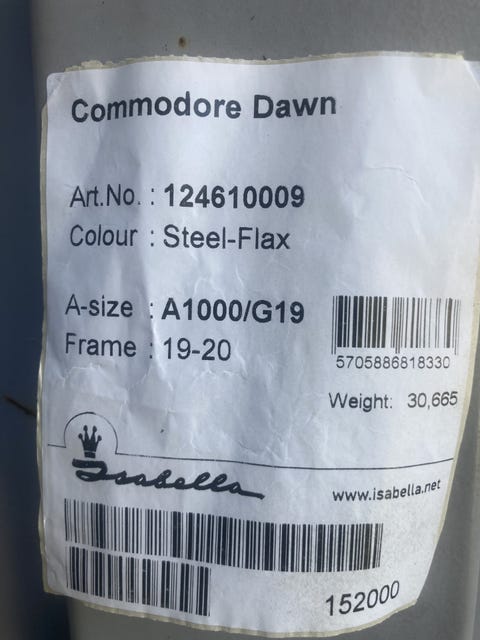 Commodore Dawn
Art.No. : 124610009
Colour : Steel-Flax
A-size : A1000/G19
Frame : 19-20
5705886818330
Weight: 30,665
Isabella
www.isabella.net
152000